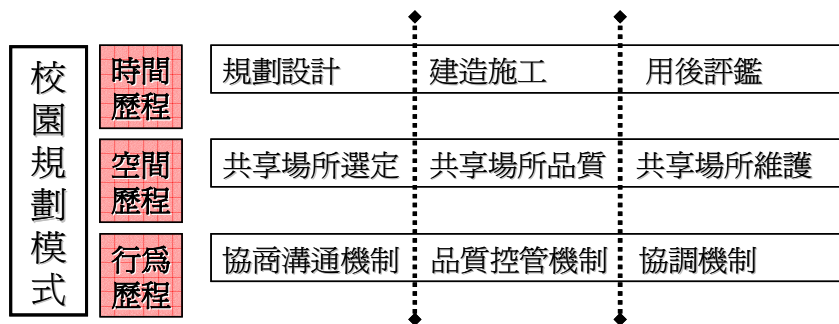 校園規劃模式
時間
歷程
規劃設計
建造施工
用後評鑑
空間
歷程
共享場所選定
共享場所品質
共享場所維護
行為
歷程
協商溝通機制
品質控管機制
協調機制